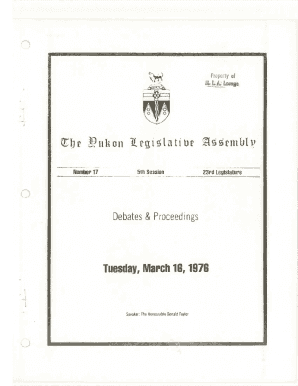 Property of
M.L.A. Lounge
The Yukon Legislative Assembly
Number 17 5th Session 23rd Legislature
Debates & Proceedings
Tuesday, March 16, 1976
Speaker: The Honourable Donald Taylor